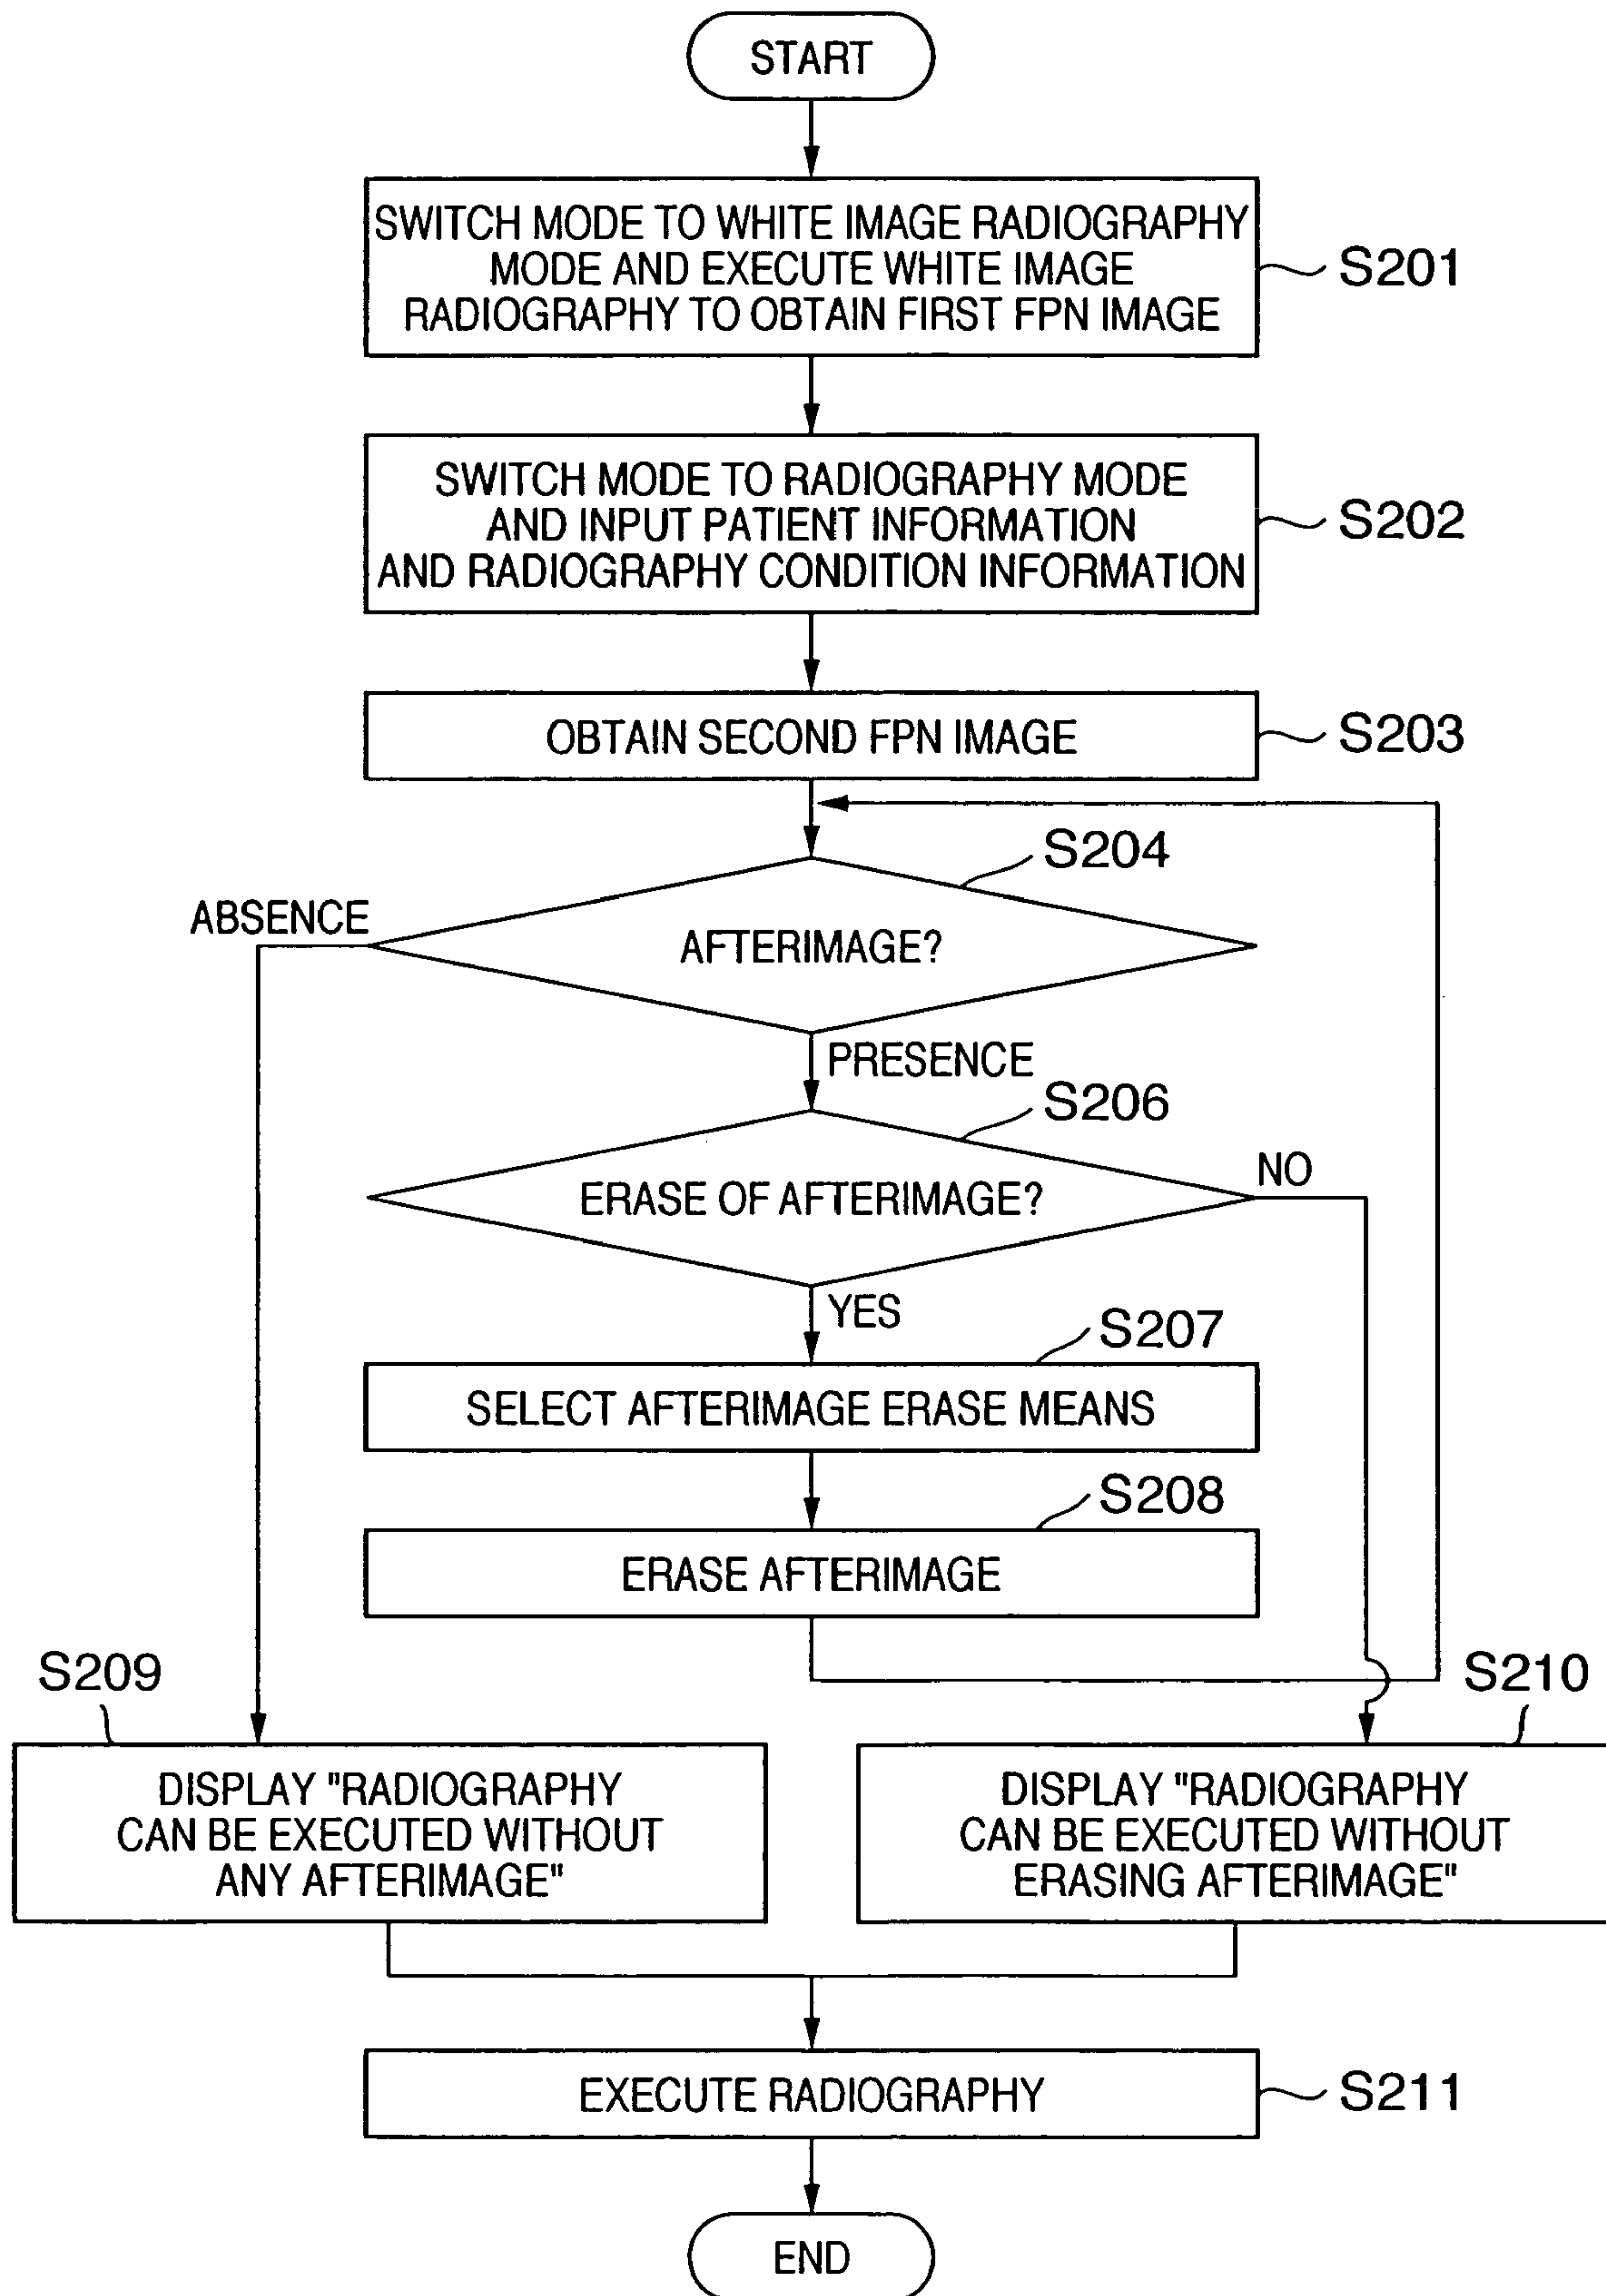 START
SWITCH MODE TO WHITE IMAGE RADIOGRAPHY
MODE AND EXECUTE WHITE IMAGE
RADIOGRAPHY TO OBTAIN FIRST FPN IMAGE
S201
SWITCH MODE TO RADIOGRAPHY MODE
AND INPUT PATIENT INFORMATION
AND RADIOGRAPHY CONDITION INFORMATION
S202
OBTAIN SECOND FPN IMAGE
S203
S204
ABSENCE
AFTERIMAGE?
PRESENCE
S206
NO
ERASE OF AFTERIMAGE?
YES
S207
SELECT AFTERIMAGE ERASE MEANS
S208
ERASE AFTERIMAGE
S209
DISPLAY "RADIOGRAPHY
CAN BE EXECUTED WITHOUT
ANY AFTERIMAGE"
S210
DISPLAY "RADIOGRAPHY
CAN BE EXECUTED WITHOUT
ERASING AFTERIMAGE"
EXECUTE RADIOGRAPHY
S211
END